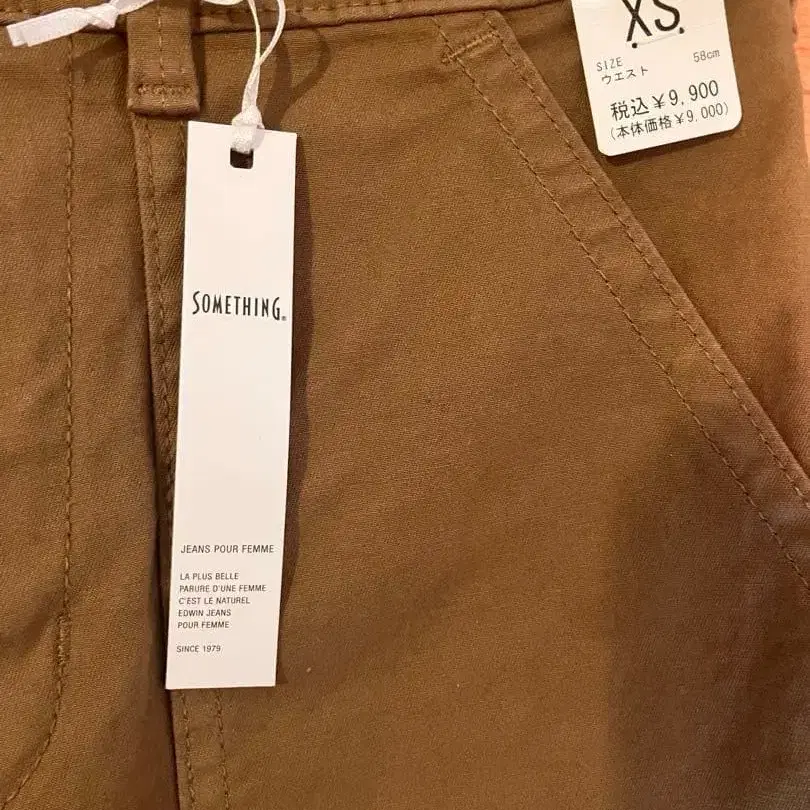 XS
SIZE
ウエスト 58cm
税込¥9,900
(本体価格¥9,000)
SOMETHING®
JEANS POUR FEMME
LA PLUS BELLE
PARURE D'UNE FEMME
C'EST LE NATUREL
EDWIN JEANS
POUR FEMME
SINCE 1979